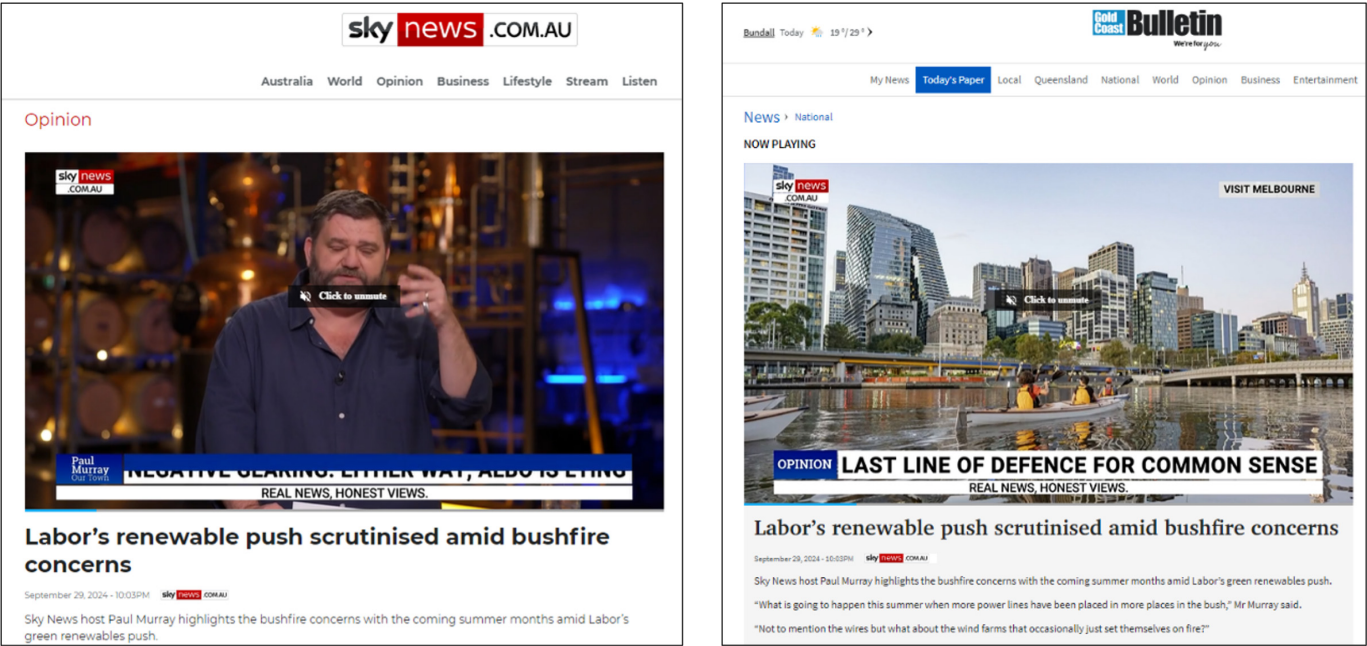 sky news .COM.AU
Australia World Opinion Business Lifestyle Stream Listen
Opinion
sky news
.COM.AU
Click to unmute
Paul
Murray
Our Town
NEGATIVE GEARING: EITHER WAY, ALBO IS LYING
REAL NEWS, HONEST VIEWS.
Labor's renewable push scrutinised amid bushfire
concerns
September 29, 2024 - 10:03PM sky news .COM.AU
Sky News host Paul Murray highlights the bushfire concerns with the coming summer months amid Labor's
green renewables push.
Bundall Today 19°/29°
Gold
Coast Bulletin
We're for you
My News Today's Paper Local Queensland National World Opinion Business Entertainment
News › National
NOW PLAYING
sky news
.COM.AU
VISIT MELBOURNE
Click to unmute
OPINION LAST LINE OF DEFENCE FOR COMMON SENSE
REAL NEWS, HONEST VIEWS.
Labor's renewable push scrutinised amid bushfire concerns
September 29, 2024 - 10:03PM sky news .COM.AU
Sky News host Paul Murray highlights the bushfire concerns with the coming summer months amid Labor's green renewables push.
"What is going to happen this summer when more power lines have been placed in more places in the bush," Mr Murray said.
"Not to mention the wires but what about the wind farms that occasionally just set themselves on fire?"